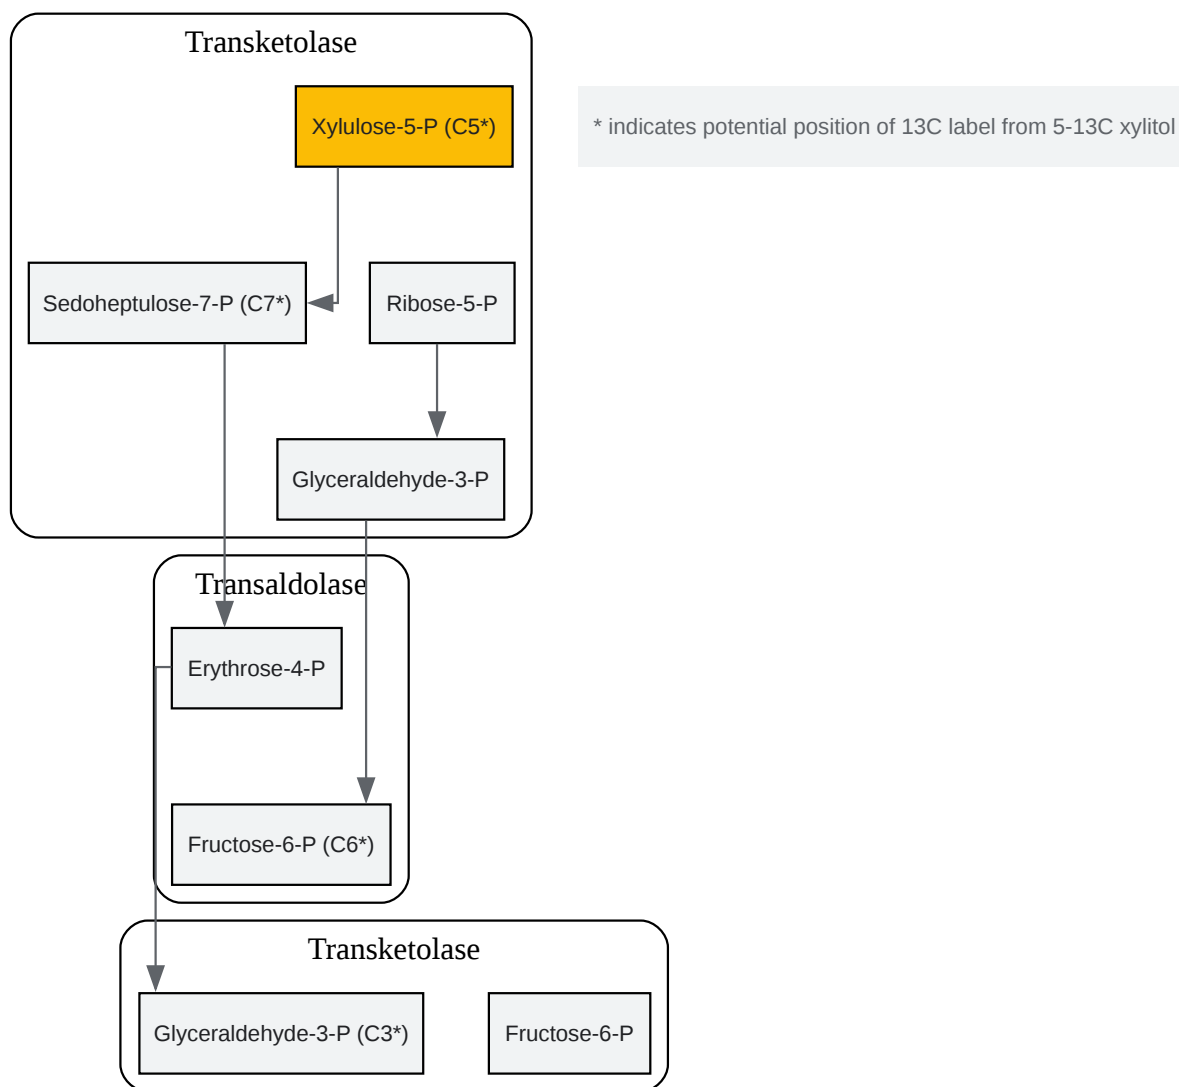 Transketolase
Xylulose-5-P (C5*)
* indicates potential position of 13C label from 5-13C xylitol
Sedoheptulose-7-P (C7*)
Ribose-5-P
Glyceraldehyde-3-P
Transaldolase
Erythrose-4-P
Fructose-6-P (C6*)
Transketolase
Glyceraldehyde-3-P (C3*)
Fructose-6-P